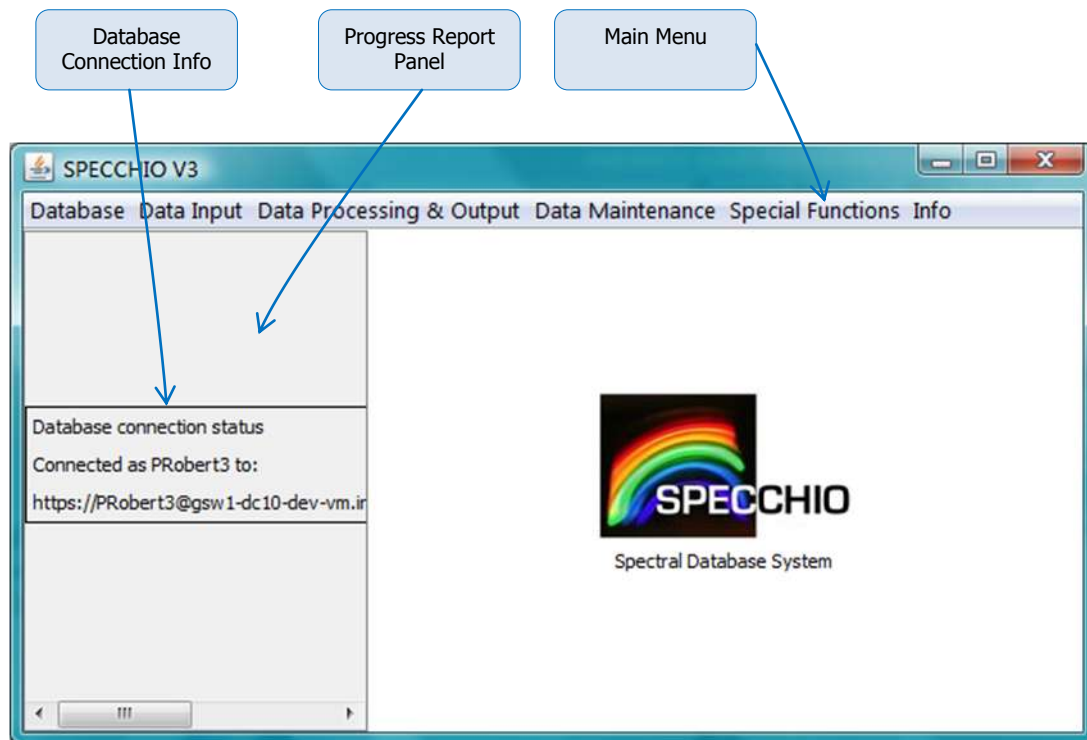 Database
Connection Info
Progress Report
Panel
Main Menu
SPECCHIO V3
Database Data Input Data Processing & Output Data Maintenance Special Functions Info
Database connection status
Connected as PRobert3 to:
https://PRobert3@gsw1-dc10-dev-vm.ir
SPECCHIO
Spectral Database System